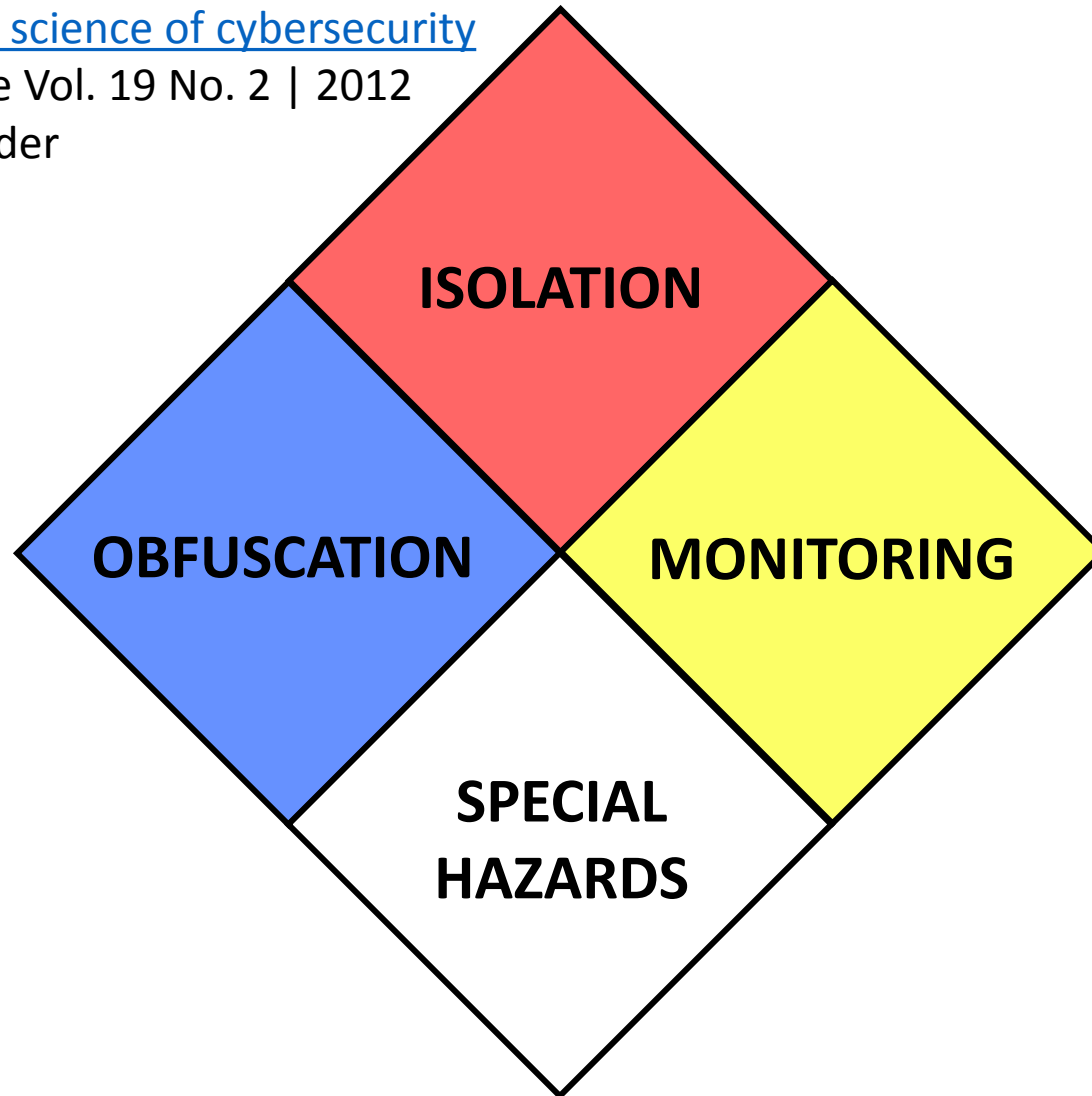 science of cybersecurity
e Vol. 19 No. 2 | 2012
der
ISOLATION
OBFUSCATION
MONITORING
SPECIAL
HAZARDS